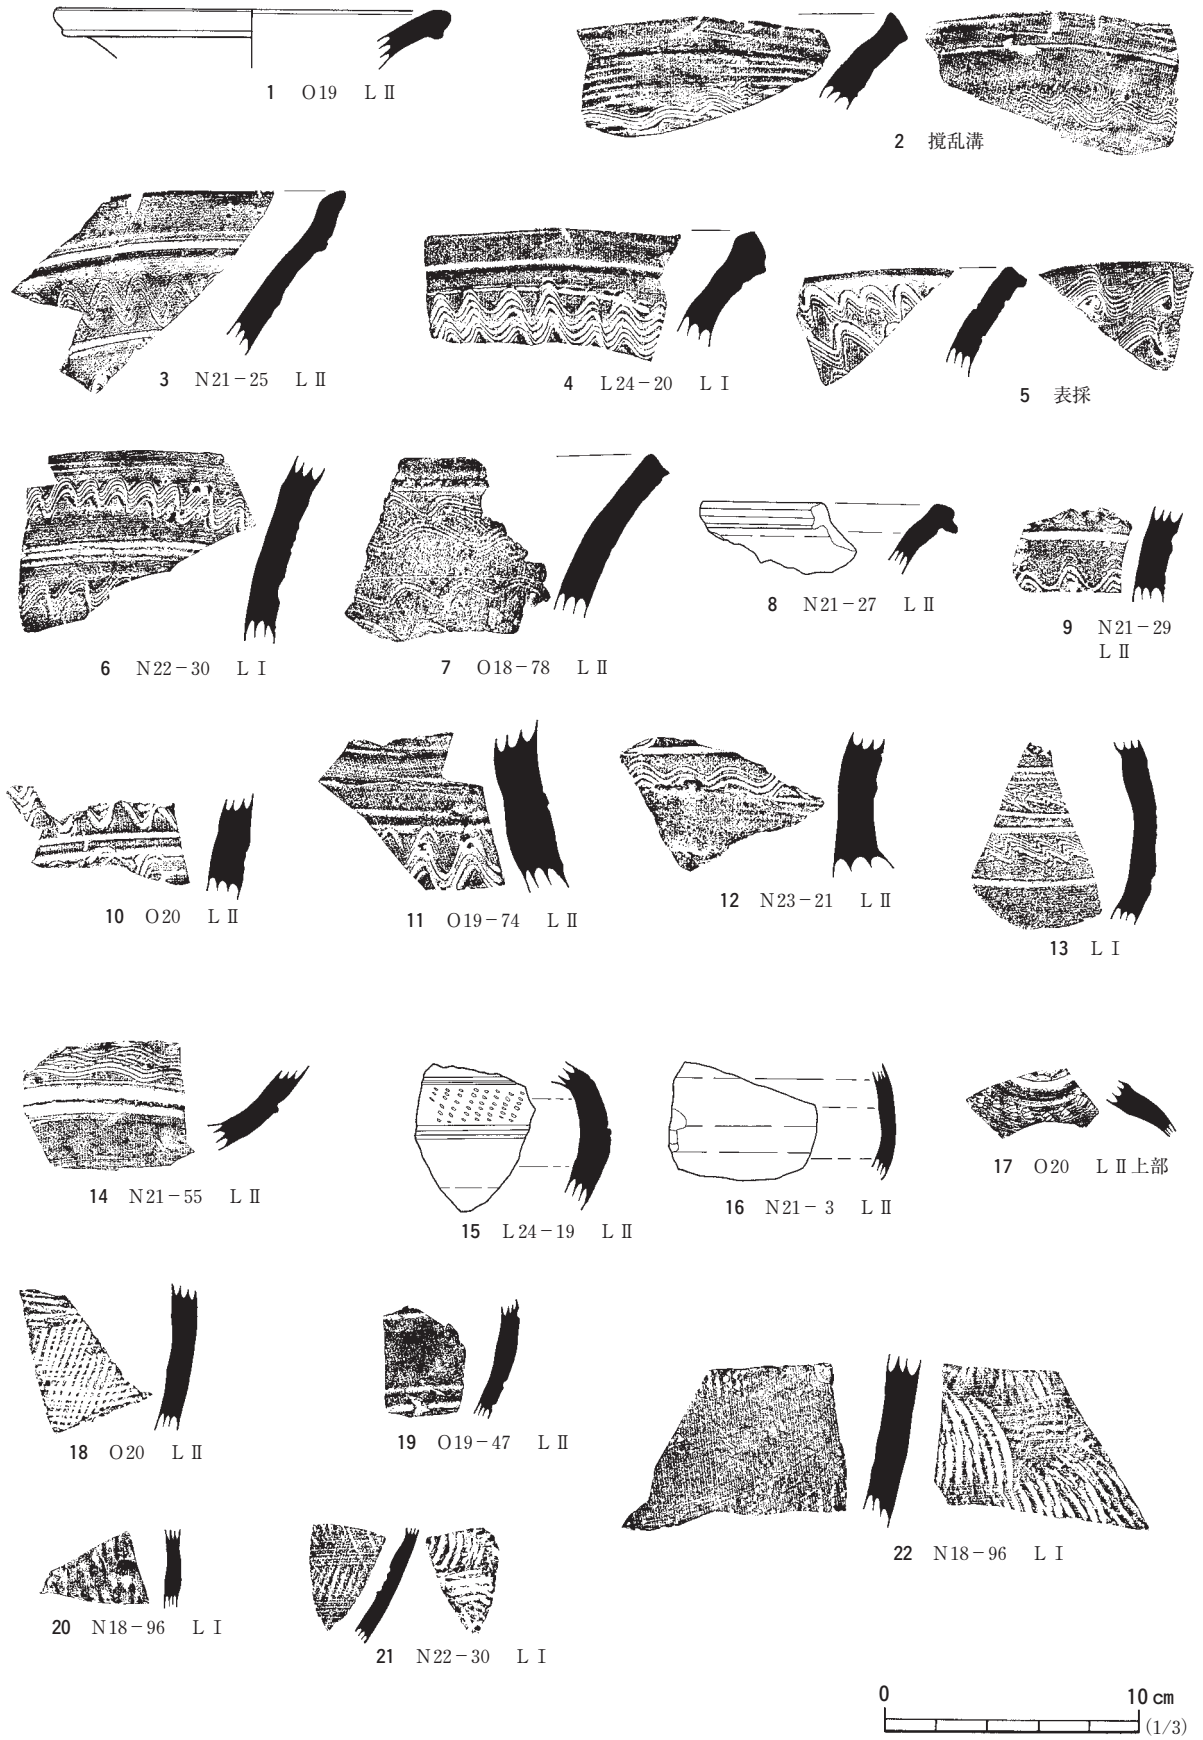 1 O19 LⅡ
2 撹乱溝
3 N21-25 LⅡ
4 L24-20 LⅠ
5 表採
6 N22-30 LⅠ
7 O18-78 LⅡ
8 N21-27 LⅡ
9 N21-29
LⅡ
10 O20 LⅡ
11 O19-74 LⅡ
12 N23-21 LⅡ
13 LⅠ
14 N21-55 LⅡ
15 L24-19 LⅡ
16 N21-3 LⅡ
17 O20 LⅡ上部
18 O20 LⅡ
19 O19-47 LⅡ
20 N18-96 LⅠ
21 N22-30 LⅠ
22 N18-96 LⅠ
0 10cm
(1/3)